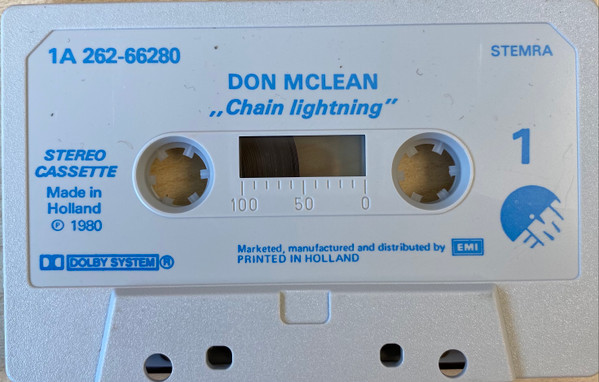 1A 262-66280
STEMRA
DON MCLEAN
„Chain lightning”
STEREO
CASSETTE
1
Made in
Holland
℗ 1980
100 50 0
EMI
DOLBY SYSTEM ®
Marketed, manufactured and distributed by EMI
PRINTED IN HOLLAND